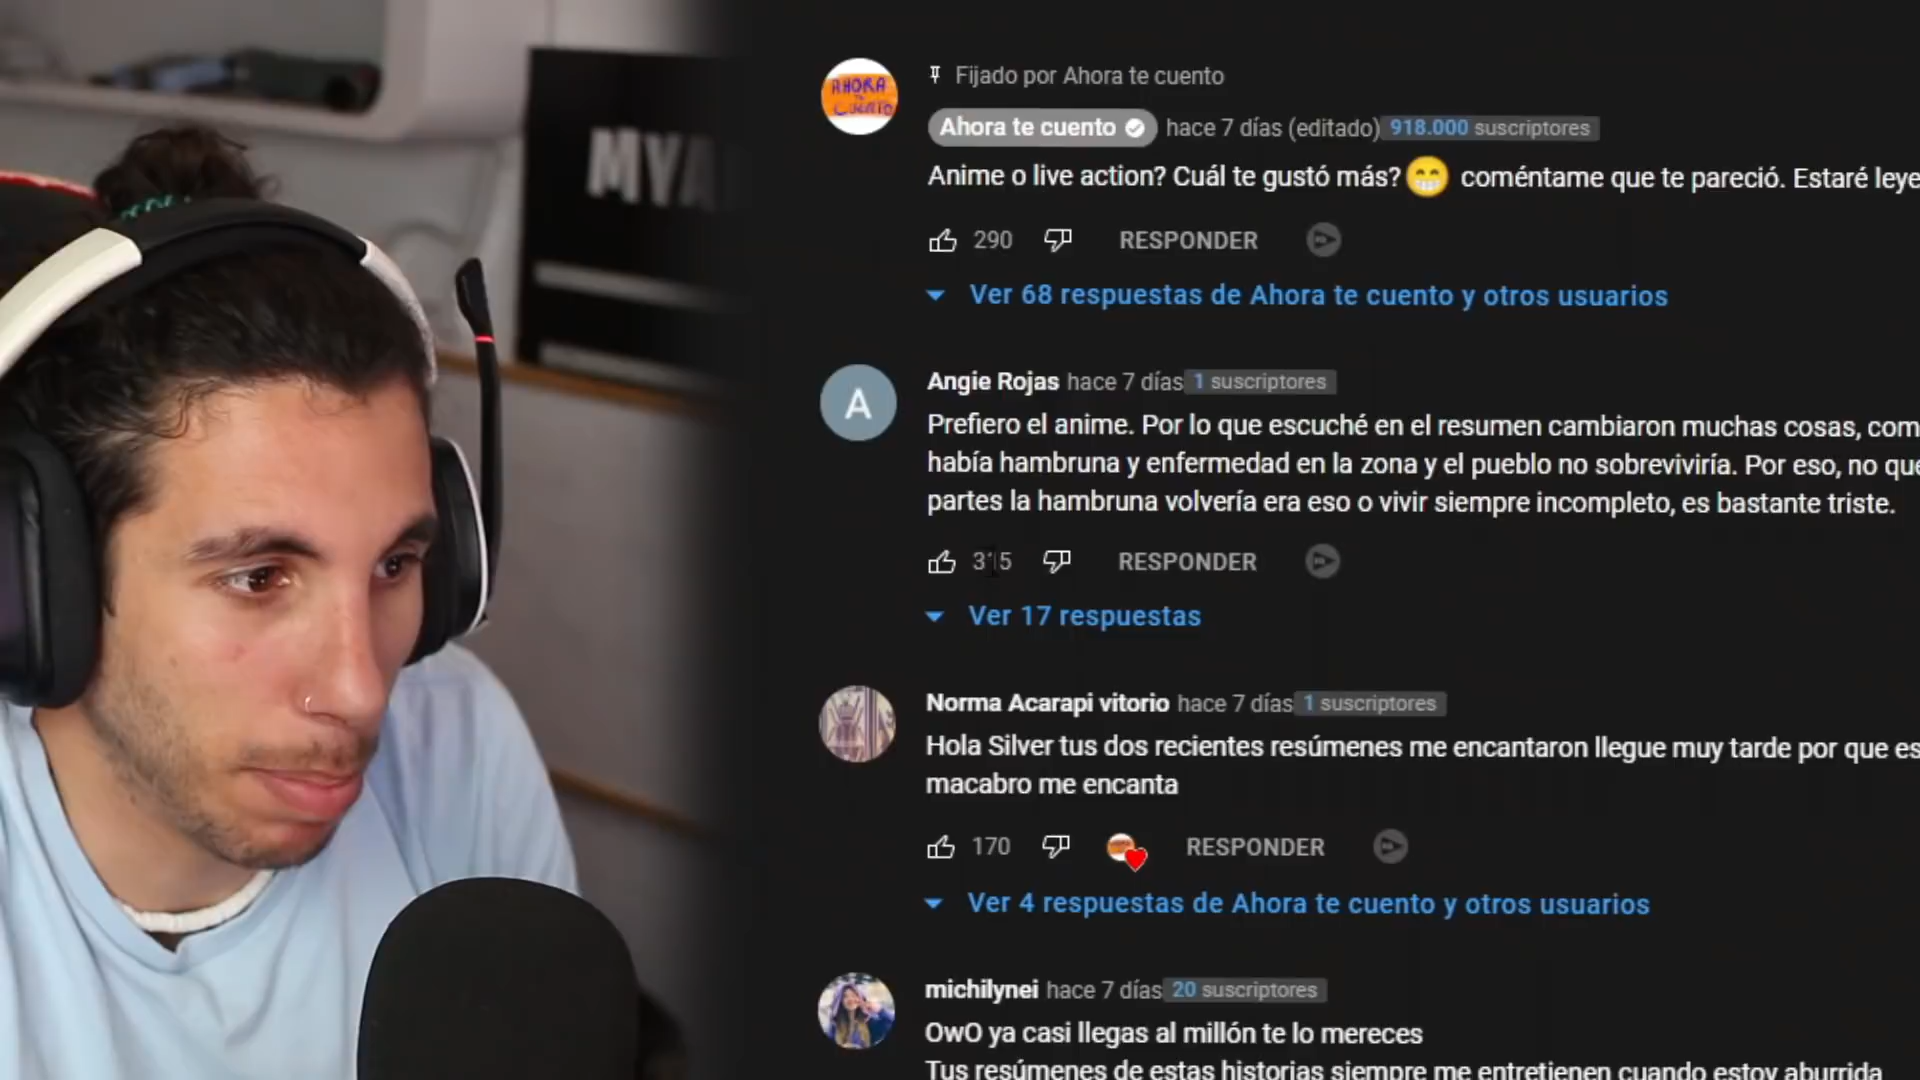 MYA
AHORA
TE
CUENTO
Fijado por Ahora te cuento
Ahora te cuento hace 7 días (editado) 918.000 suscriptores
Anime o live action? Cuál te gustó más? 😁 coméntame que te pareció. Estaré leye
290 RESPONDER
Ver 68 respuestas de Ahora te cuento y otros usuarios
A
Angie Rojas hace 7 días 1 suscriptores
Prefiero el anime. Por lo que escuché en el resumen cambiaron muchas cosas, com
había hambruna y enfermedad en la zona y el pueblo no sobreviviría. Por eso, no que
partes la hambruna volvería era eso o vivir siempre incompleto, es bastante triste.
315 RESPONDER
Ver 17 respuestas
Norma Acarapi vitorio hace 7 días 1 suscriptores
Hola Silver tus dos recientes resúmenes me encantaron llegue muy tarde por que es
macabro me encanta
170 RESPONDER
Ver 4 respuestas de Ahora te cuento y otros usuarios
michilynei hace 7 días 20 suscriptores
OwO ya casi llegas al millón te lo mereces
Tus resúmenes de estas historias siempre me entretienen cuando estoy aburrida